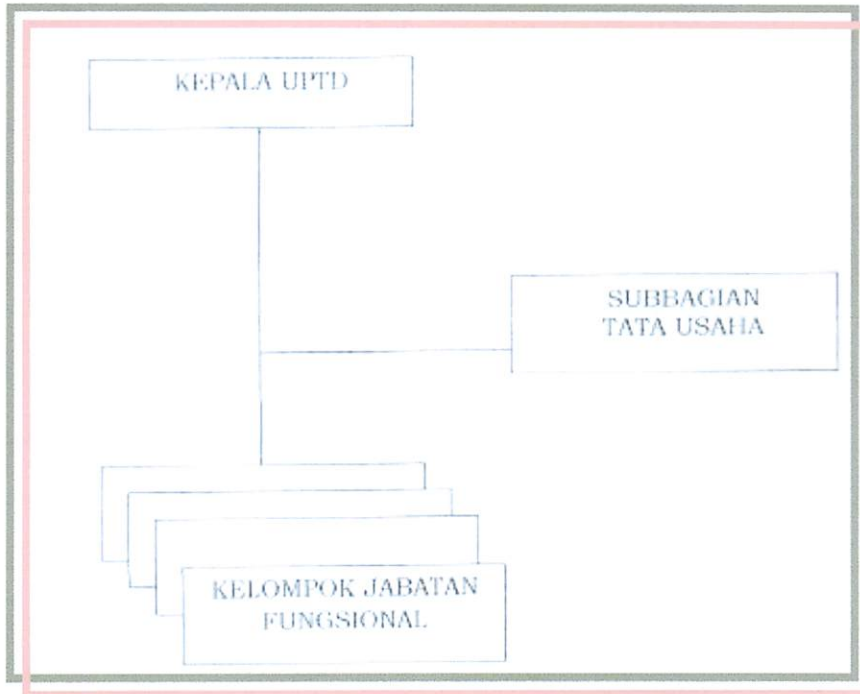 KEPALA UPTD
SUBBAGIAN
TATA USAHA
KELOMPOK JABATAN
FUNGSIONAL